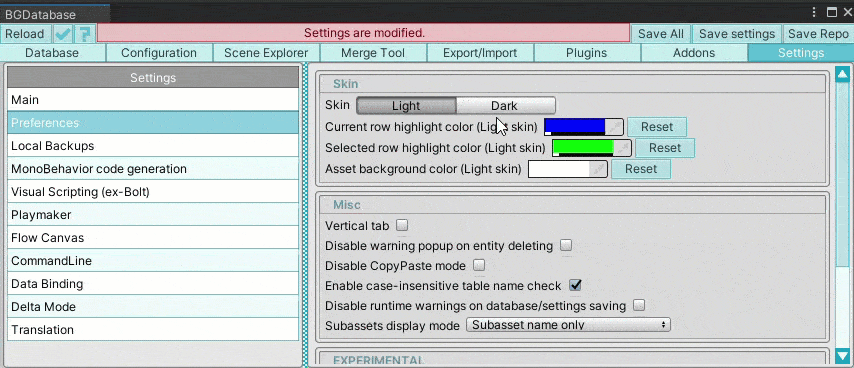 BGDatabase
Reload Settings are modified. Save All Save settings Save Repo
Database Configuration Scene Explorer Merge Tool Export/Import Plugins Addons Settings
Settings
Main
Preferences
Local Backups
MonoBehavior code generation
Visual Scripting (ex-Bolt)
Playmaker
Flow Canvas
CommandLine
Data Binding
Delta Mode
Translation
Skin
Skin Light Dark
Current row highlight color (Light skin) Reset
Selected row highlight color (Light skin) Reset
Asset background color (Light skin) Reset
Misc
Vertical tab
Disable warning popup on entity deleting
Disable CopyPaste mode
Enable case-insensitive table name check
Disable runtime warnings on database/settings saving
Subassets display mode Subasset name only
EXPERIMENTAL